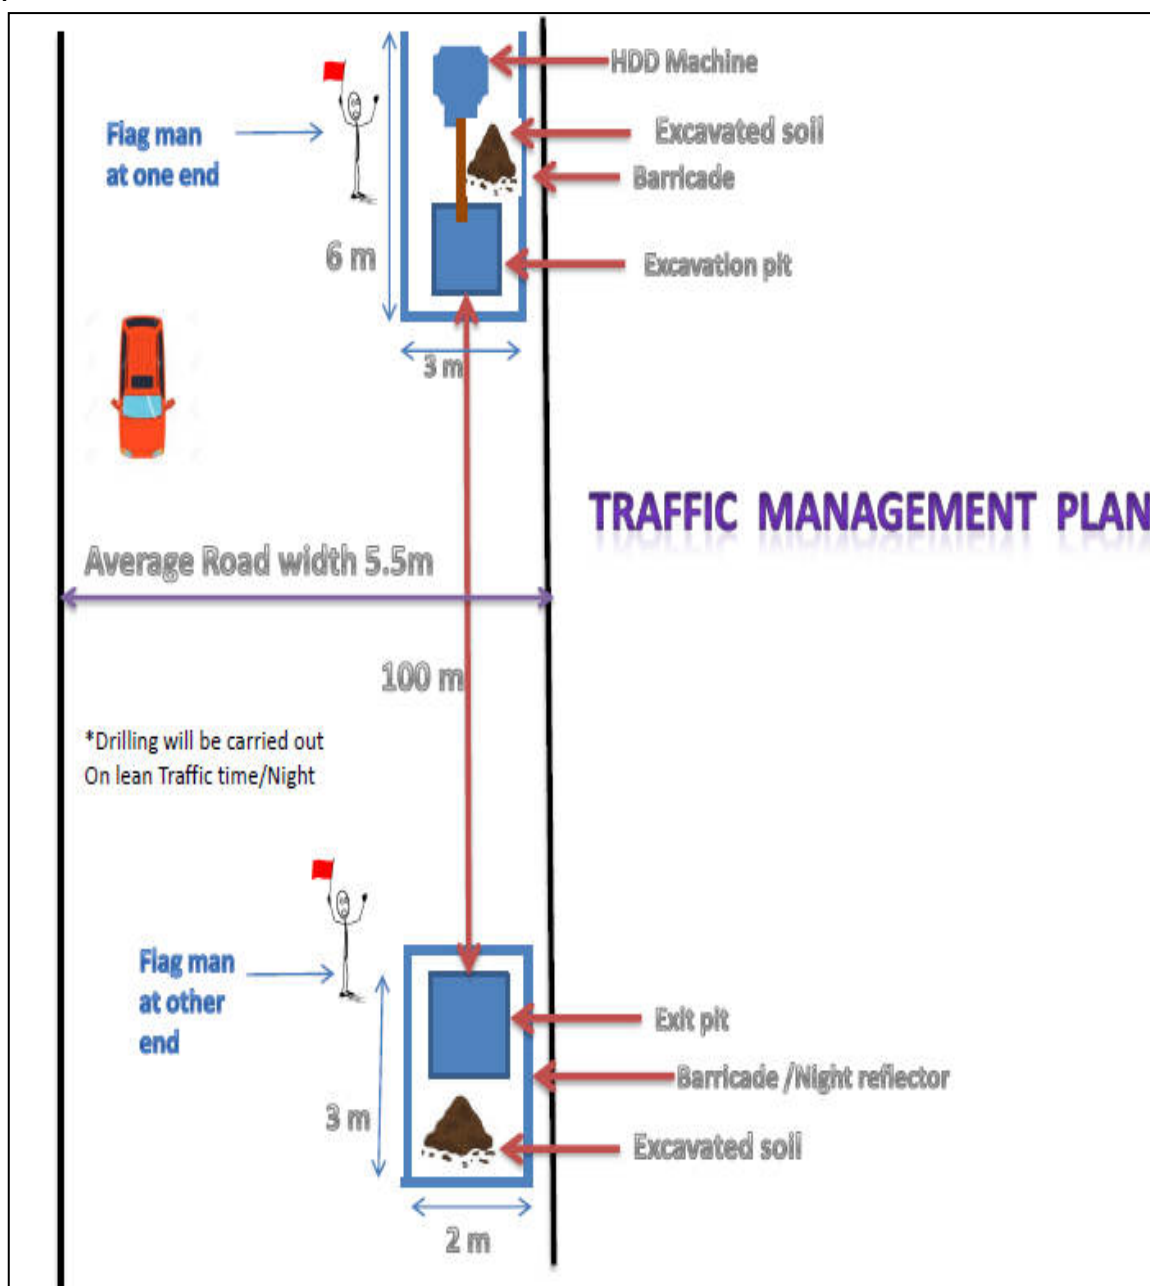 HDD Machine
Flag man
at one end
Excavated soil
Barricade
6 m
Excavation pit
3 m
TRAFFIC MANAGEMENT PLAN
Average Road width 5.5m
100 m
*Drilling will be carried out
On lean Traffic time/Night
Flag man
at other
end
Exit pit
Barricade /Night reflector
3 m
Excavated soil
2 m